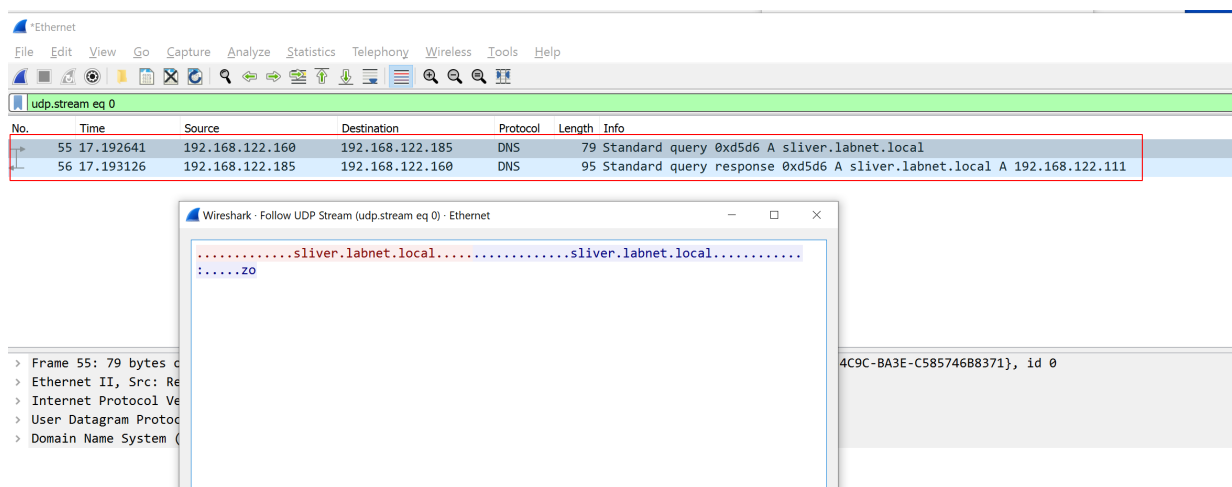 *Ethernet
File Edit View Go Capture Analyze Statistics Telephony Wireless Tools Help
udp.stream eq 0
No. Time Source Destination Protocol Length Info
55 17.192641 192.168.122.160 192.168.122.185 DNS 79 Standard query 0xd5d6 A sliver.labnet.local
56 17.193126 192.168.122.185 192.168.122.160 DNS 95 Standard query response 0xd5d6 A sliver.labnet.local A 192.168.122.111
Wireshark · Follow UDP Stream (udp.stream eq 0) · Ethernet
.............sliver.labnet.local..................sliver.labnet.local............
:.....zo
Frame 55: 79 bytes 4C9C-BA3E-C585746B8371}, id 0
Ethernet II, Src: Re
Internet Protocol Ve
User Datagram Protoc
Domain Name System (